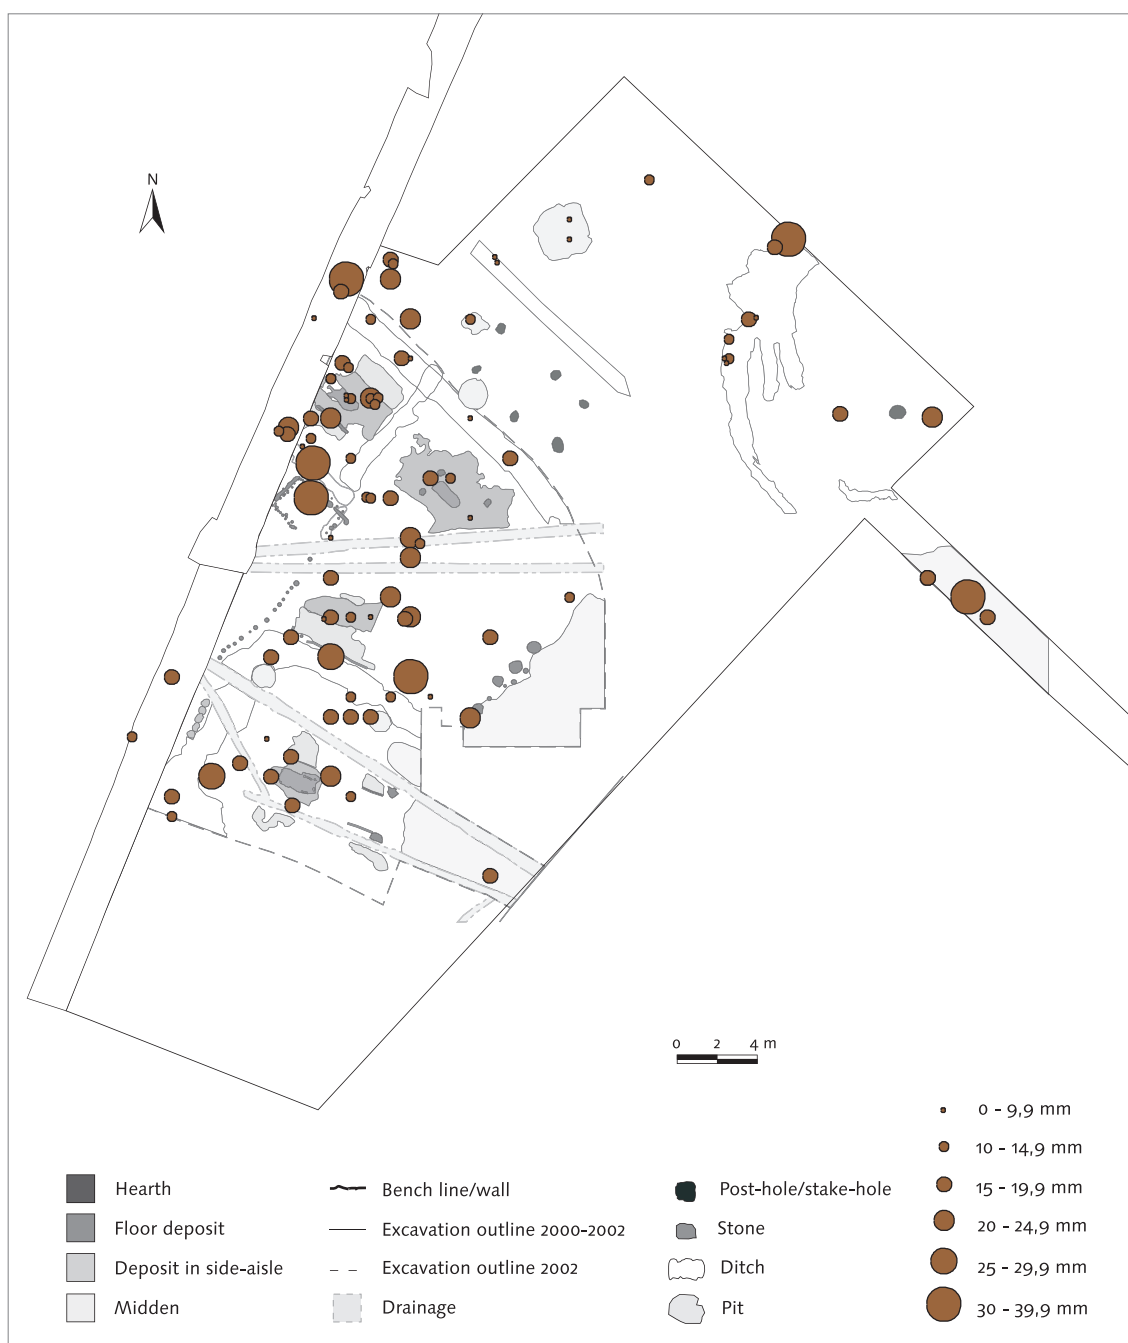 N
0 2 4 m
0 - 9,9 mm
10 - 14,9 mm
15 - 19,9 mm
20 - 24,9 mm
25 - 29,9 mm
30 - 39,9 mm
Hearth
Floor deposit
Deposit in side-aisle
Midden
Bench line/wall
Excavation outline 2000-2002
Excavation outline 2002
Drainage
Post-hole/stake-hole
Stone
Ditch
Pit